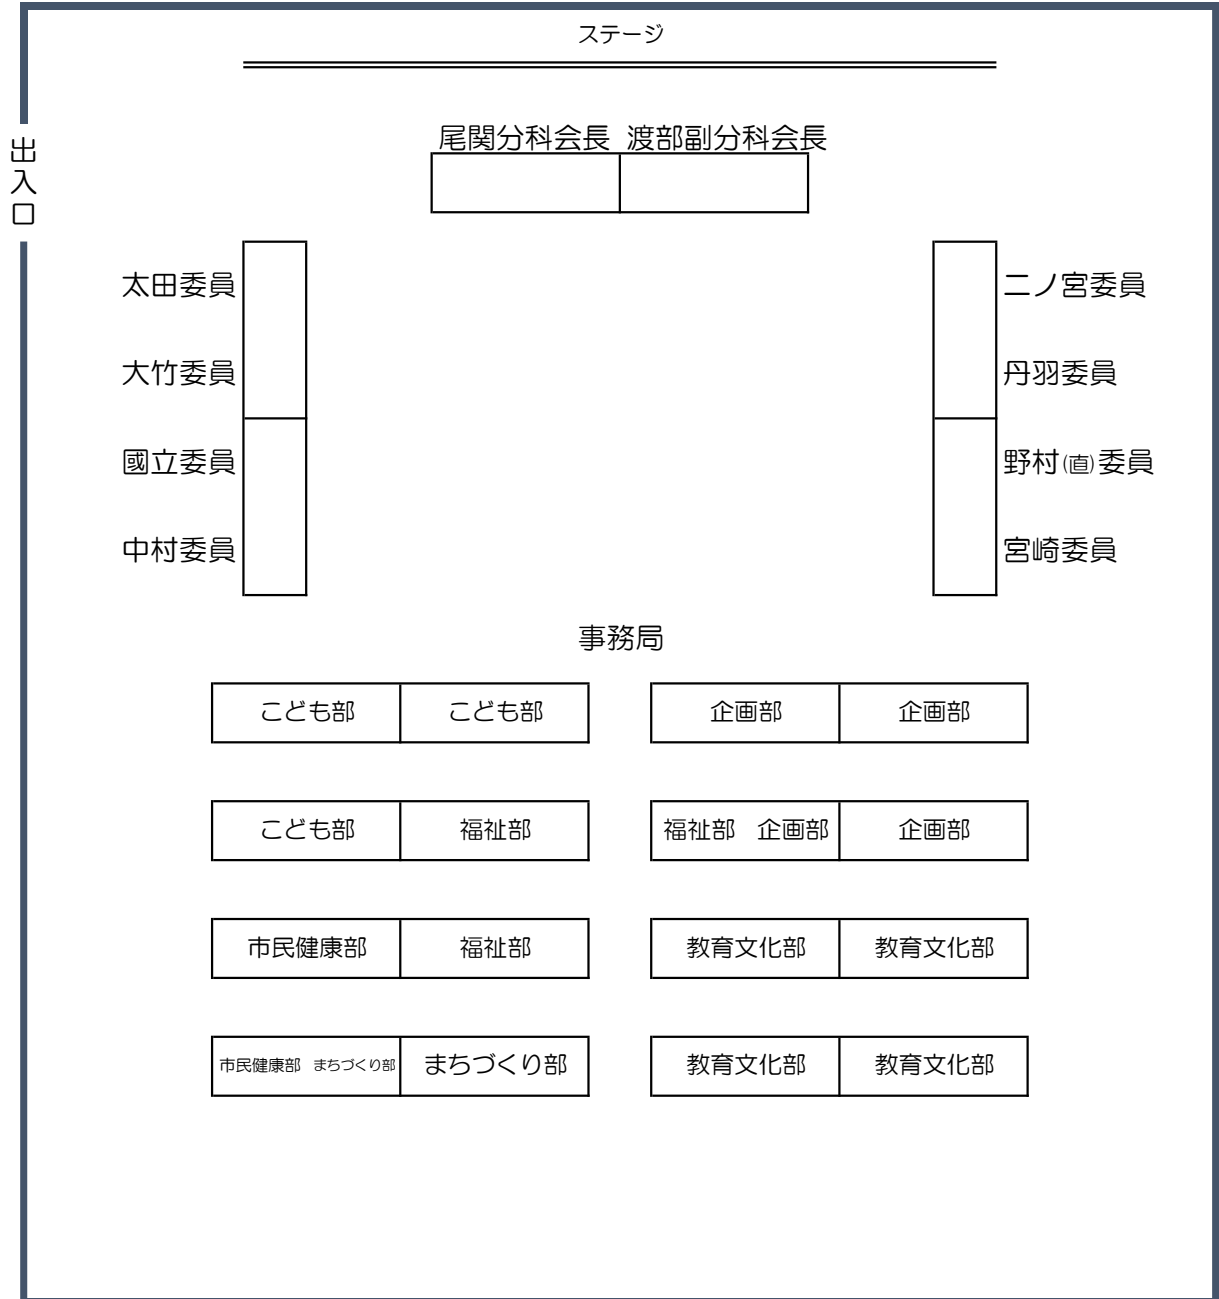 ステージ
出入口
尾関分科会長 渡部副分科会長
太田委員 二ノ宮委員
大竹委員 丹羽委員
國立委員 野村(直)委員
中村委員 宮崎委員
事務局
こども部 こども部 企画部 企画部
こども部 福祉部 福祉部 企画部 企画部
市民健康部 福祉部 教育文化部 教育文化部
市民健康部 まちづくり部 まちづくり部 教育文化部 教育文化部